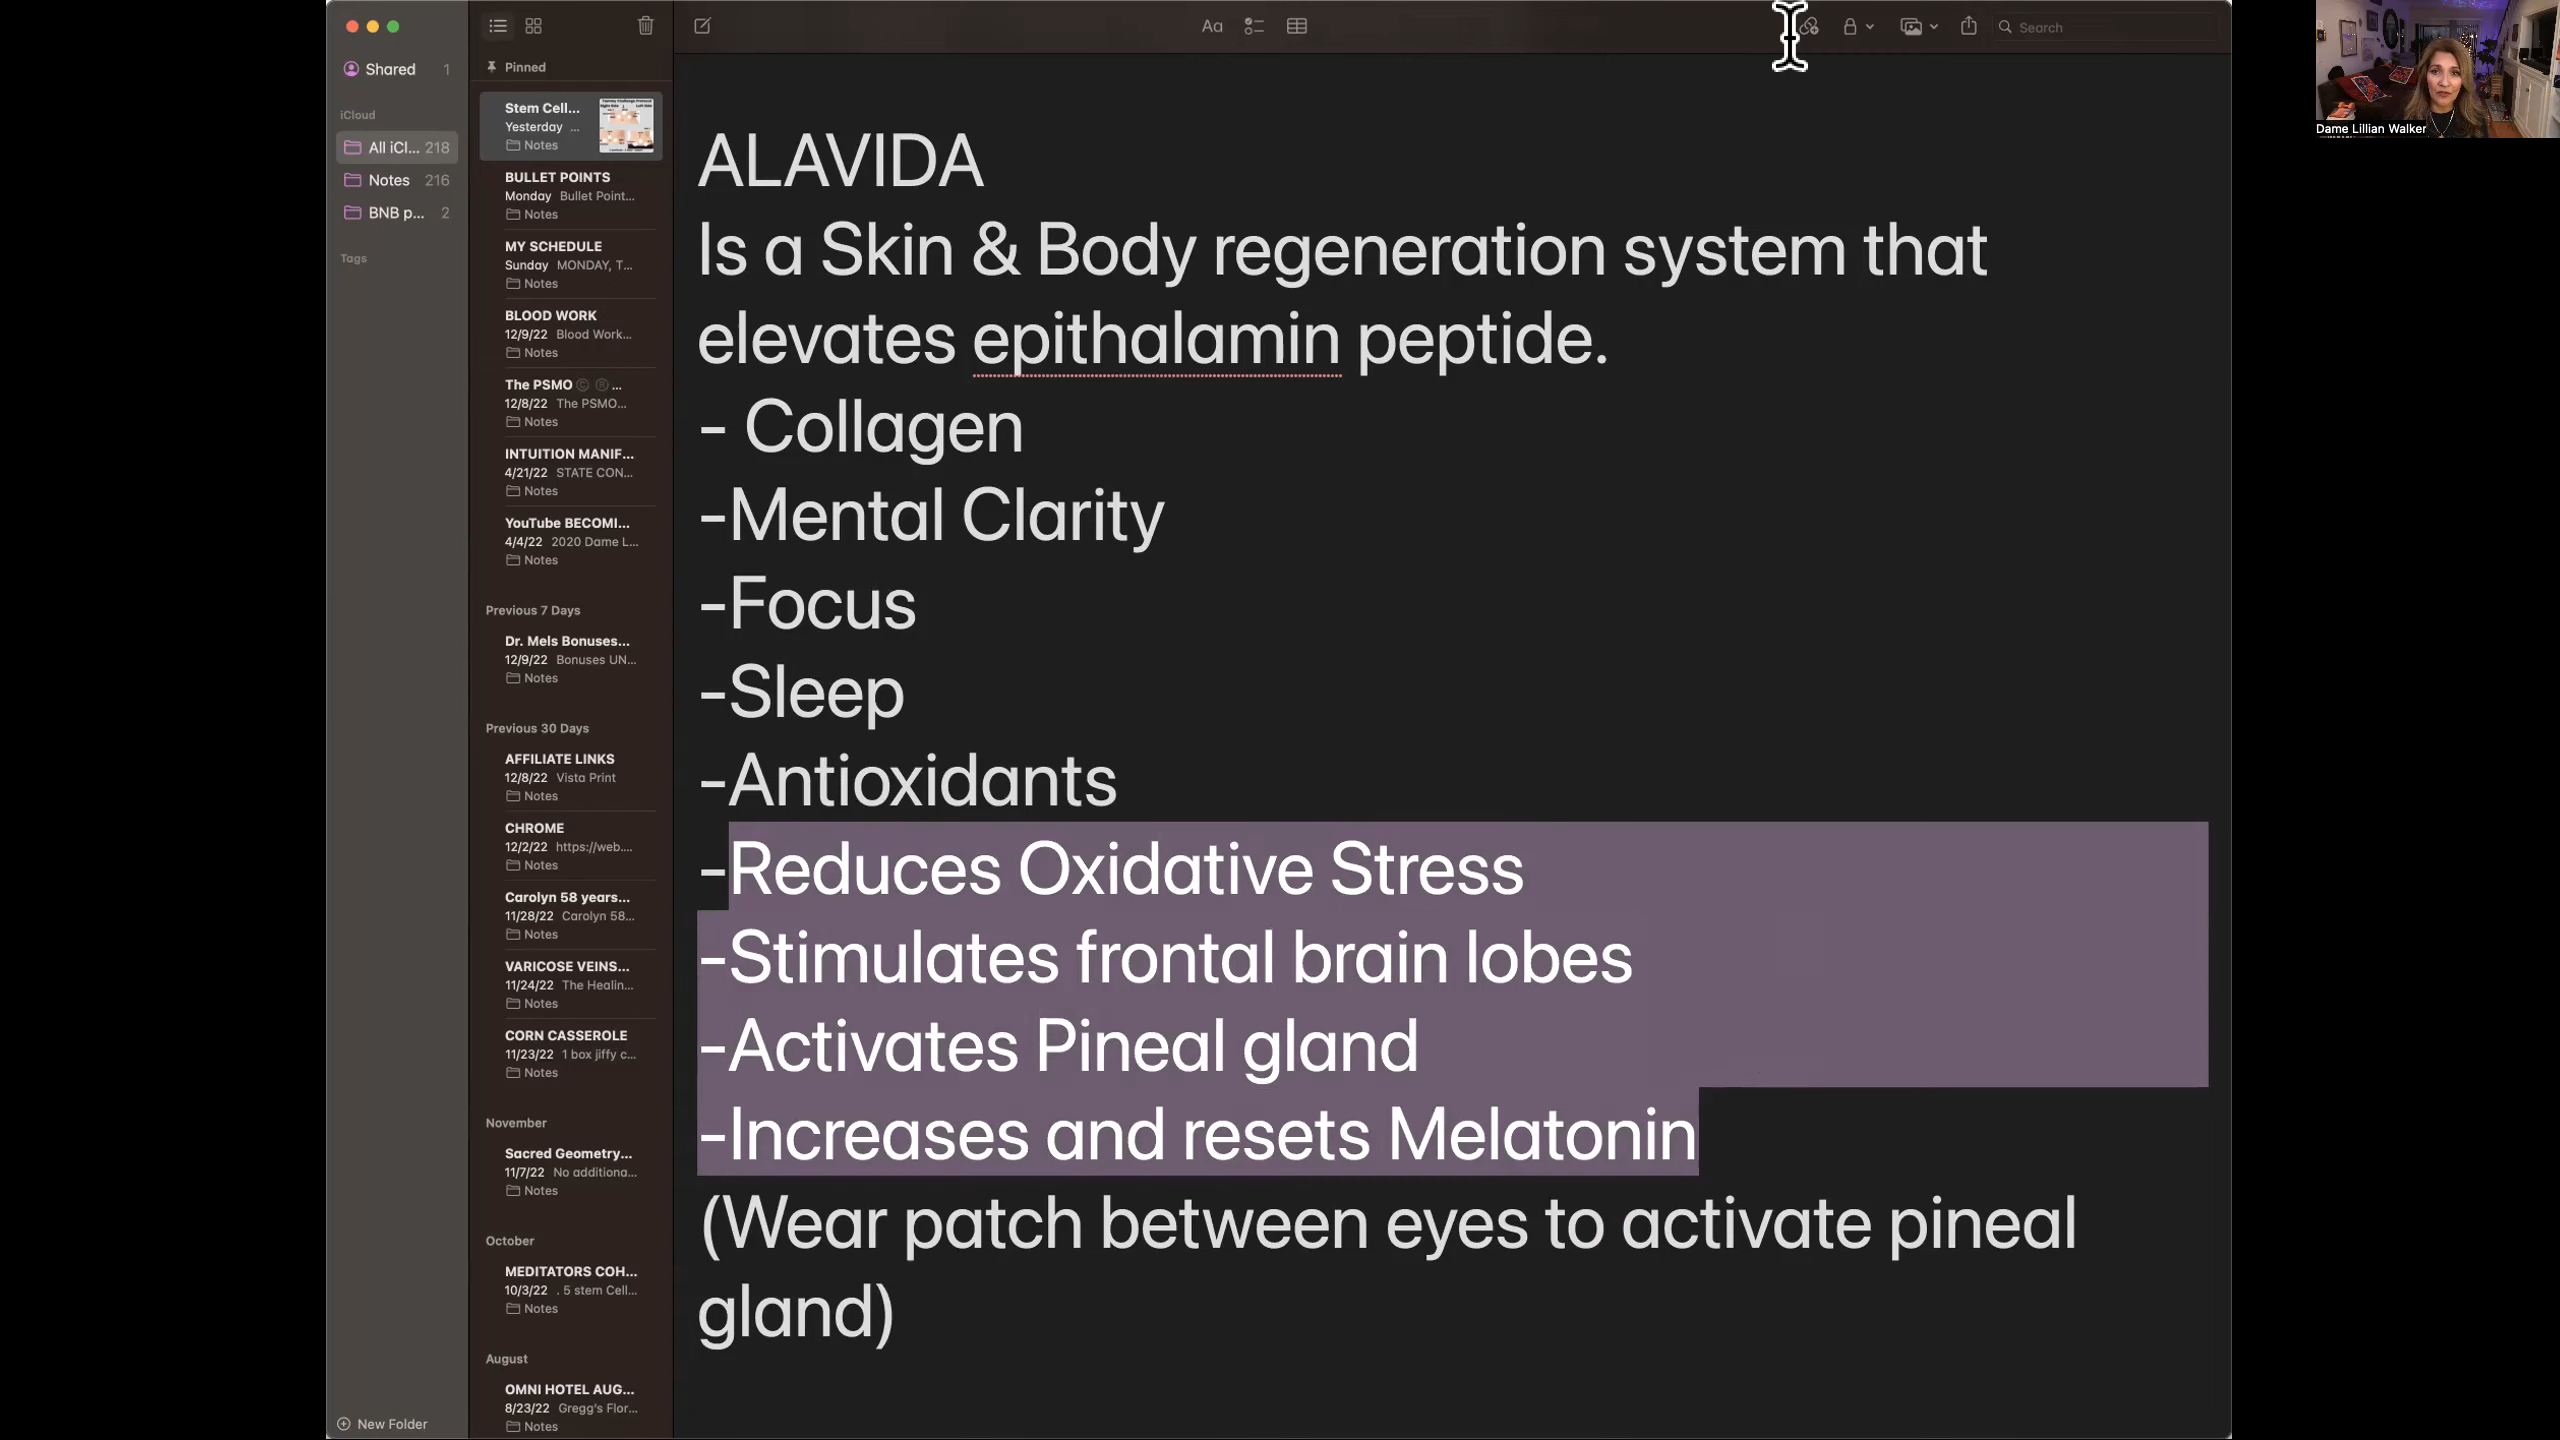 Shared 1
iCloud
All iCl... 218
Notes 216
BNB p... 2
Tags
New Folder
Pinned
Stem Cell...
Yesterday ...
Notes
BULLET POINTS
Monday Bullet Point...
Notes
MY SCHEDULE
Sunday MONDAY, T...
Notes
BLOOD WORK
12/9/22 Blood Work...
Notes
The PSMO © ® ...
12/8/22 The PSMO...
Notes
INTUITION MANIF...
4/21/22 STATE CON...
Notes
YouTube BECOMI...
4/4/22 2020 Dame L...
Notes
Previous 7 Days
Dr. Mels Bonuses...
12/9/22 Bonuses UN...
Notes
Previous 30 Days
AFFILIATE LINKS
12/8/22 Vista Print
Notes
CHROME
12/2/22 https://web....
Notes
Carolyn 58 years...
11/28/22 Carolyn 58...
Notes
VARICOSE VEINS...
11/24/22 The Healin...
Notes
CORN CASSEROLE
11/23/22 1 box jiffy c...
Notes
November
Sacred Geometry...
11/7/22 No additiona...
Notes
October
MEDITATORS COH...
10/3/22 . 5 stem Cell...
Notes
August
OMNI HOTEL AUG...
8/23/22 Gregg's Flor...
Notes
Aa
Search
ALAVIDA
Is a Skin & Body regeneration system that
elevates epithalamin peptide.
- Collagen
-Mental Clarity
-Focus
-Sleep
-Antioxidants
-Reduces Oxidative Stress
-Stimulates frontal brain lobes
-Activates Pineal gland
-Increases and resets Melatonin
(Wear patch between eyes to activate pineal
gland)
Dame Lillian Walker